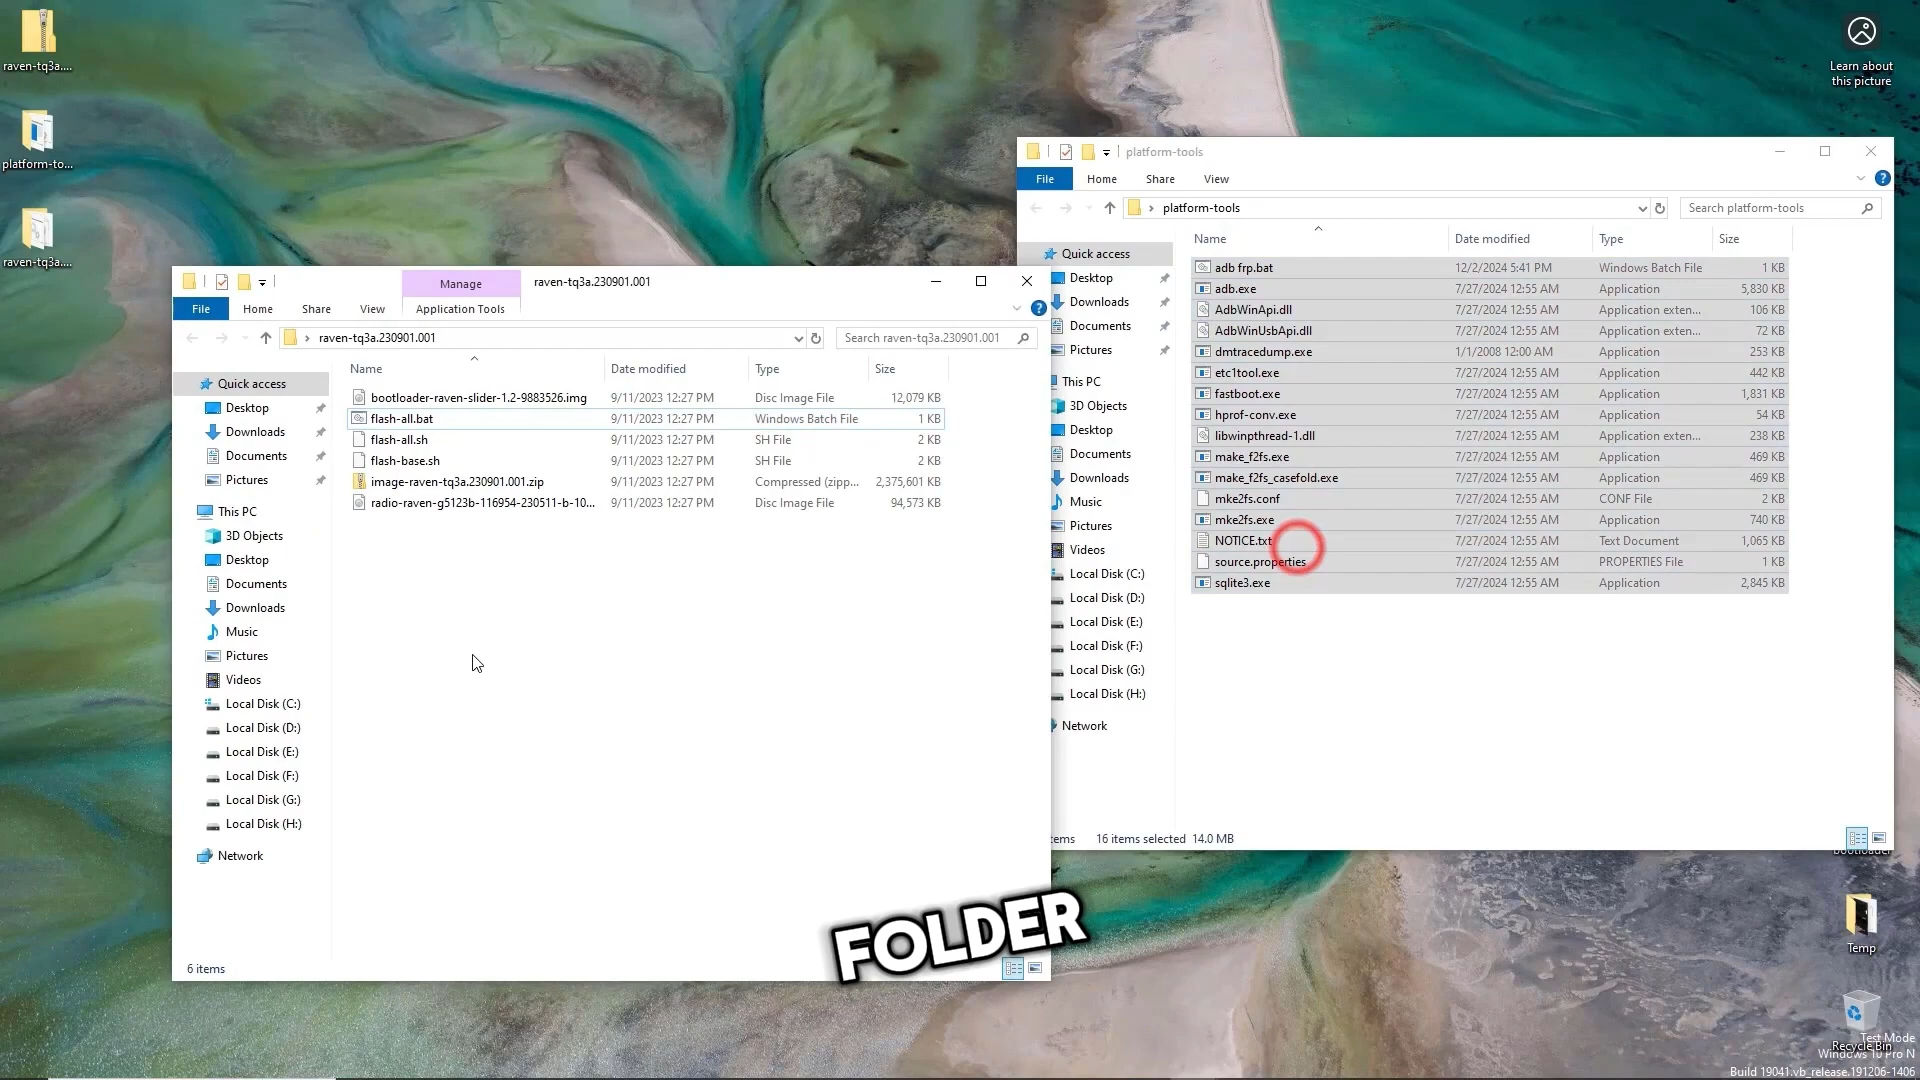 raven-tq3a....
platform-to...
raven-tq3a....
Learn about
this picture
platform-tools
File Home Share View
platform-tools
Search platform-tools
Name Date modified Type Size
Quick access
Desktop
Downloads
Documents
Pictures
This PC
3D Objects
Desktop
Documents
Downloads
Music
Pictures
Videos
Local Disk (C:)
Local Disk (D:)
Local Disk (E:)
Local Disk (F:)
Local Disk (G:)
Local Disk (H:)
Network
adb frp.bat 12/2/2024 5:41 PM Windows Batch File 1 KB
adb.exe 7/27/2024 12:55 AM Application 5,830 KB
AdbWinApi.dll 7/27/2024 12:55 AM Application exten... 106 KB
AdbWinUsbApi.dll 7/27/2024 12:55 AM Application exten... 72 KB
dmtracedump.exe 1/1/2008 12:00 AM Application 253 KB
etc1tool.exe 7/27/2024 12:55 AM Application 442 KB
fastboot.exe 7/27/2024 12:55 AM Application 1,831 KB
hprof-conv.exe 7/27/2024 12:55 AM Application 54 KB
libwinpthread-1.dll 7/27/2024 12:55 AM Application exten... 238 KB
make_f2fs.exe 7/27/2024 12:55 AM Application 469 KB
make_f2fs_casefold.exe 7/27/2024 12:55 AM Application 469 KB
mke2fs.conf 7/27/2024 12:55 AM CONF File 2 KB
mke2fs.exe 7/27/2024 12:55 AM Application 740 KB
NOTICE.txt 7/27/2024 12:55 AM Text Document 1,065 KB
source.properties 7/27/2024 12:55 AM PROPERTIES File 1 KB
sqlite3.exe 7/27/2024 12:55 AM Application 2,845 KB
tems 16 items selected 14.0 MB
Manage raven-tq3a.230901.001
File Home Share View Application Tools
raven-tq3a.230901.001
Search raven-tq3a.230901.001
Name Date modified Type Size
Quick access
Desktop
Downloads
Documents
Pictures
This PC
3D Objects
Desktop
Documents
Downloads
Music
Pictures
Videos
Local Disk (C:)
Local Disk (D:)
Local Disk (E:)
Local Disk (F:)
Local Disk (G:)
Local Disk (H:)
Network
bootloader-raven-slider-1.2-9883526.img 9/11/2023 12:27 PM Disc Image File 12,079 KB
flash-all.bat 9/11/2023 12:27 PM Windows Batch File 1 KB
flash-all.sh 9/11/2023 12:27 PM SH File 2 KB
flash-base.sh 9/11/2023 12:27 PM SH File 2 KB
image-raven-tq3a.230901.001.zip 9/11/2023 12:27 PM Compressed (zipp... 2,375,601 KB
radio-raven-g5123b-116954-230511-b-10... 9/11/2023 12:27 PM Disc Image File 94,573 KB
6 items
FOLDER
bootloader
Temp
Recycle Bin
Test Mode
Windows 10 Pro N
Build 19041.vb_release.191206-1406